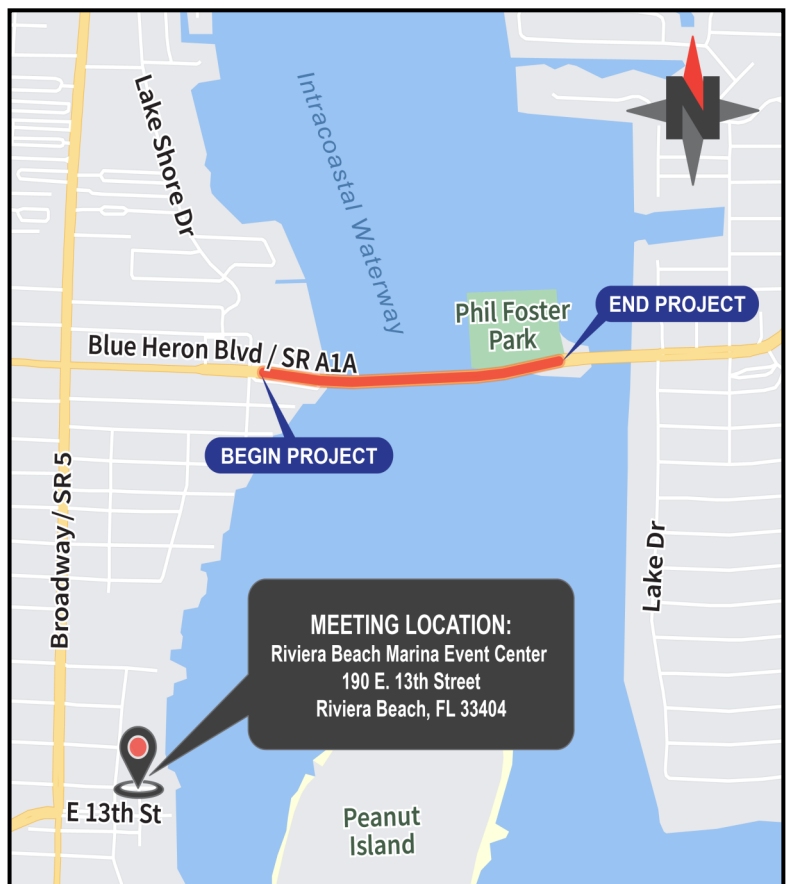 N
Lake Shore Dr
Intracoastal Waterway
Phil Foster
Park
END PROJECT
Blue Heron Blvd / SR A1A
BEGIN PROJECT
Broadway / SR 5
Lake Dr
MEETING LOCATION:
Riviera Beach Marina Event Center
190 E. 13th Street
Riviera Beach, FL 33404
E 13th St
Peanut
Island